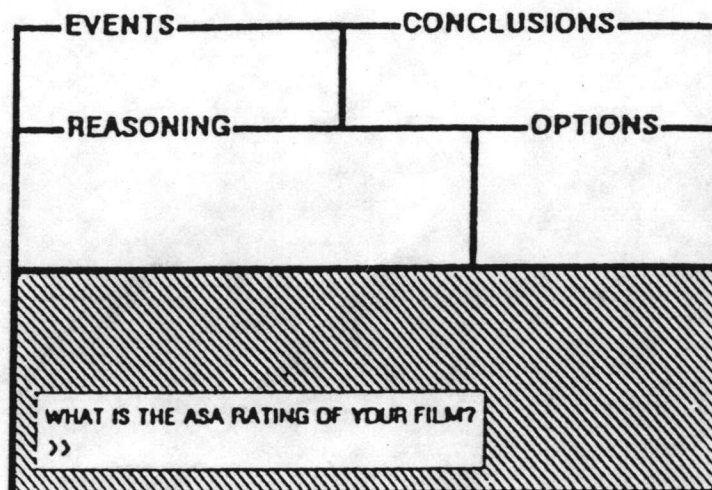 EVENTS CONCLUSIONS
REASONING OPTIONS
WHAT IS THE ASA RATING OF YOUR FILM?
>>